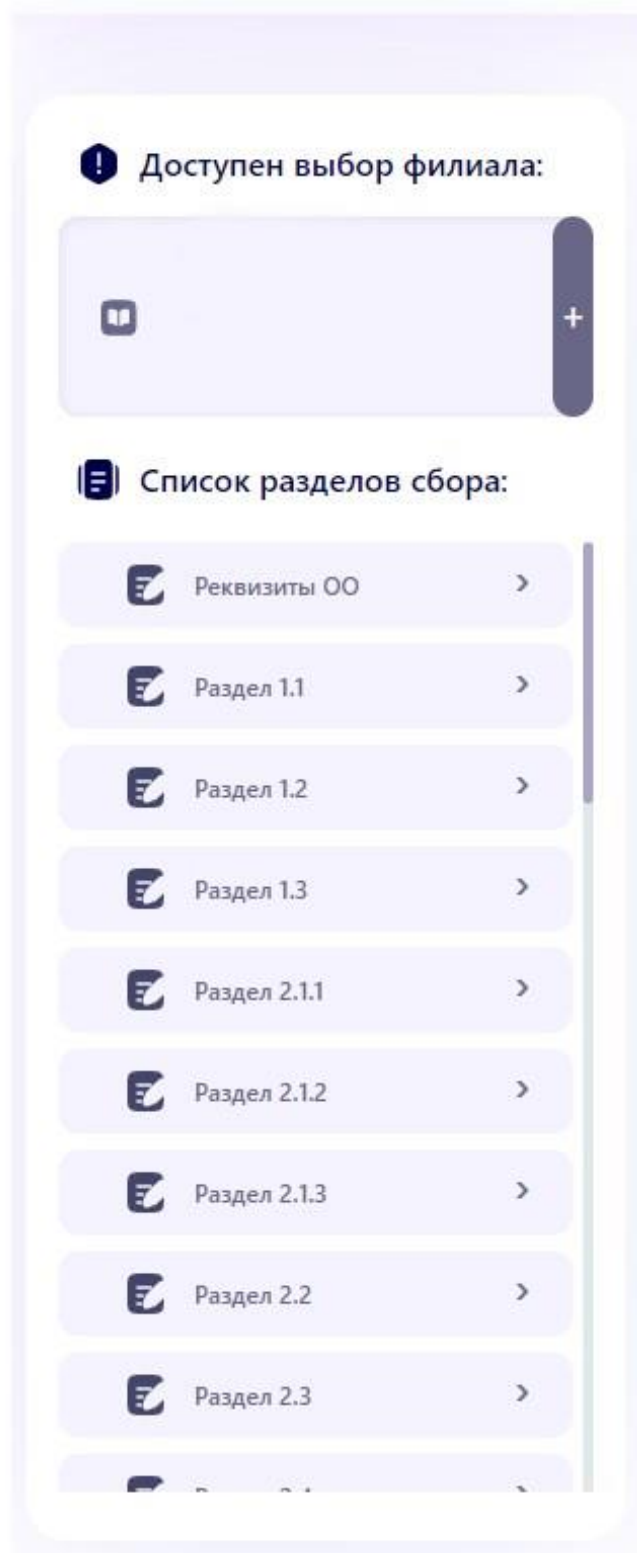 Доступен выбор филиала:
+
Список разделов сбора:
Реквизиты ОО
Раздел 1.1
Раздел 1.2
Раздел 1.3
Раздел 2.1.1
Раздел 2.1.2
Раздел 2.1.3
Раздел 2.2
Раздел 2.3